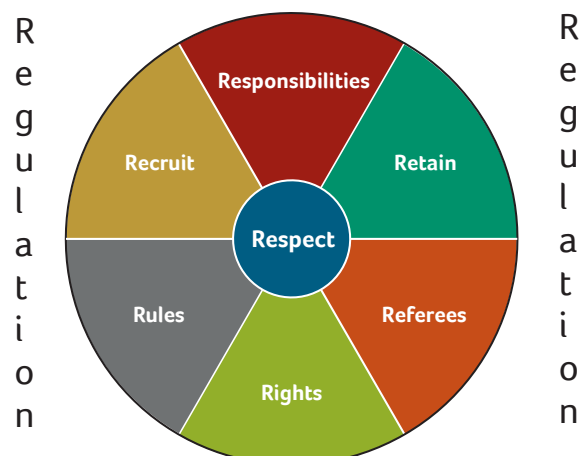 Regulation
Responsibilities
Recruit
Retain
Respect
Rules
Referees
Rights
Regulation